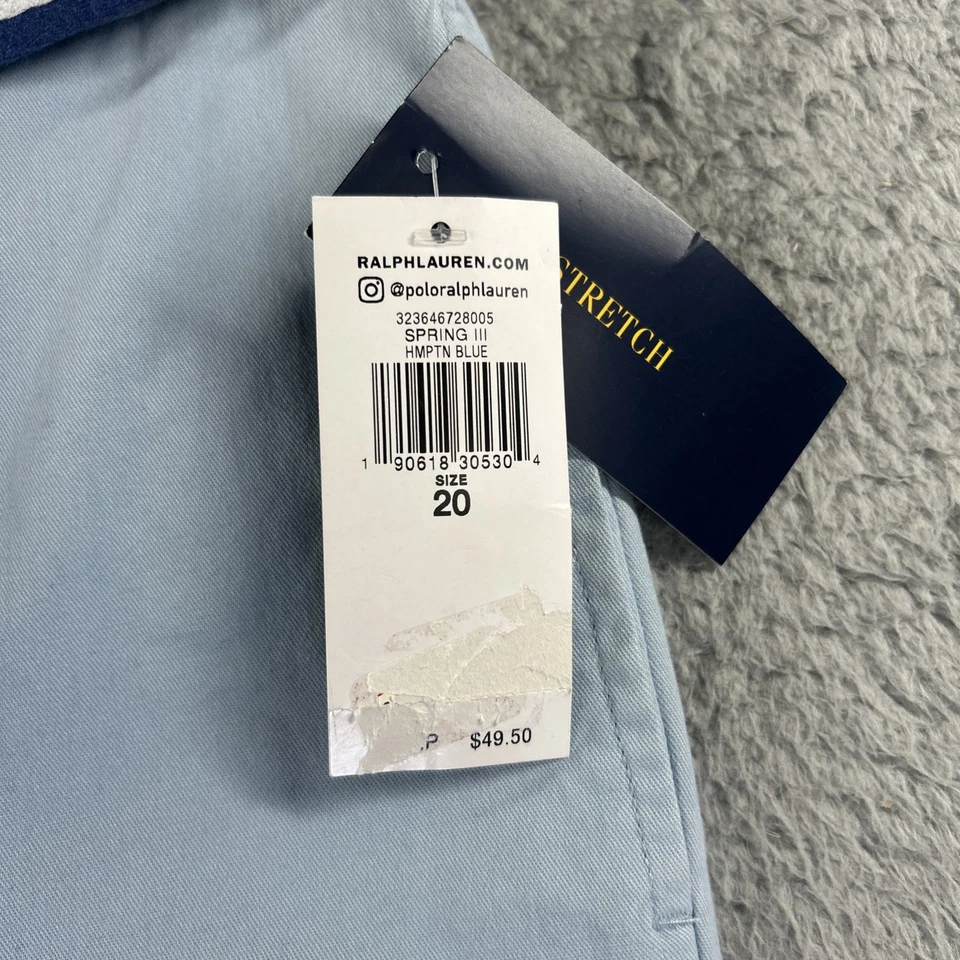 RALPHLAUREN.COM
@poloralphlauren
323646728005
SPRING III
HMPTN BLUE
1 90618 30530 4
SIZE
20
$49.50
STRETCH